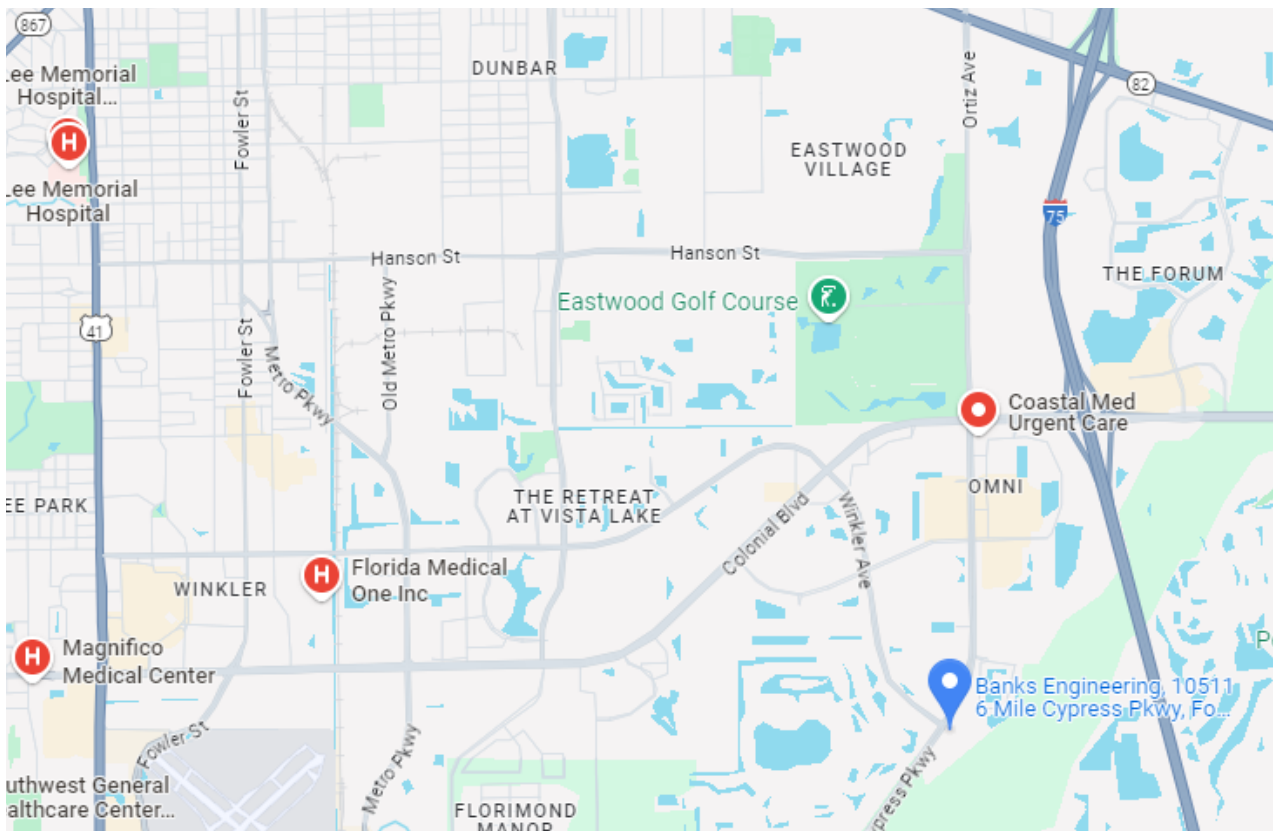 867
DUNBAR
Ortiz Ave
82
Lee Memorial
Hospital...
Fowler St
EASTWOOD
VILLAGE
Lee Memorial
Hospital
75
Hanson St
Hanson St
THE FORUM
Eastwood Golf Course
Old Metro Pkwy
41
Fowler St
Metro Pkwy
Coastal Med
Urgent Care
EE PARK
THE RETREAT
AT VISTA LAKE
OMNI
Winkler Ave
Colonial Blvd
Florida Medical
One Inc
WINKLER
Magnifico
Medical Center
Banks Engineering, 10511
6 Mile Cypress Pkwy, Fo...
Fowler St
Metro Pkwy
ypress Pkwy
uthwest General
althcare Center...
FLORIMOND
MANOR